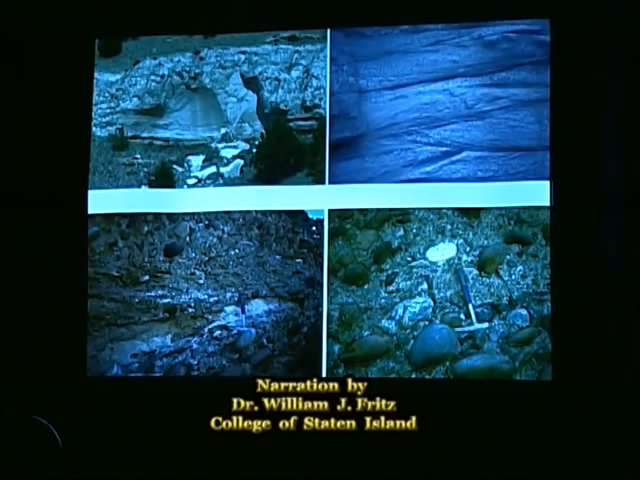 Narration by
Dr. William J. Fritz
College of Staten Island